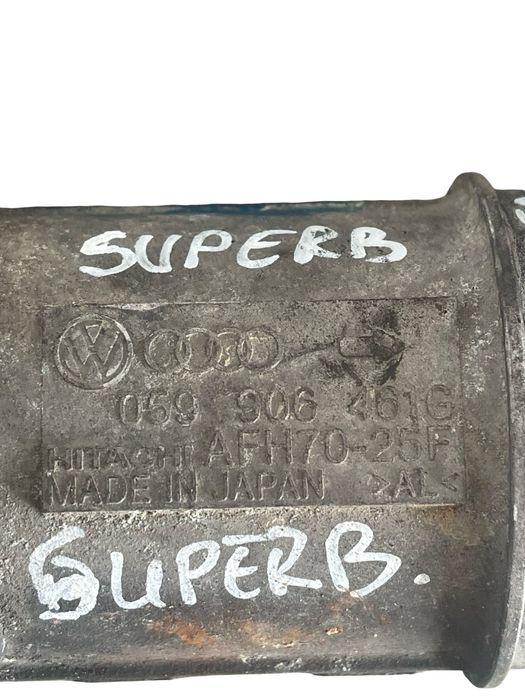 SUPERB
059 906 461G
HITACHI AFH70-25F
MADE IN JAPAN >AL<
SUPERB.